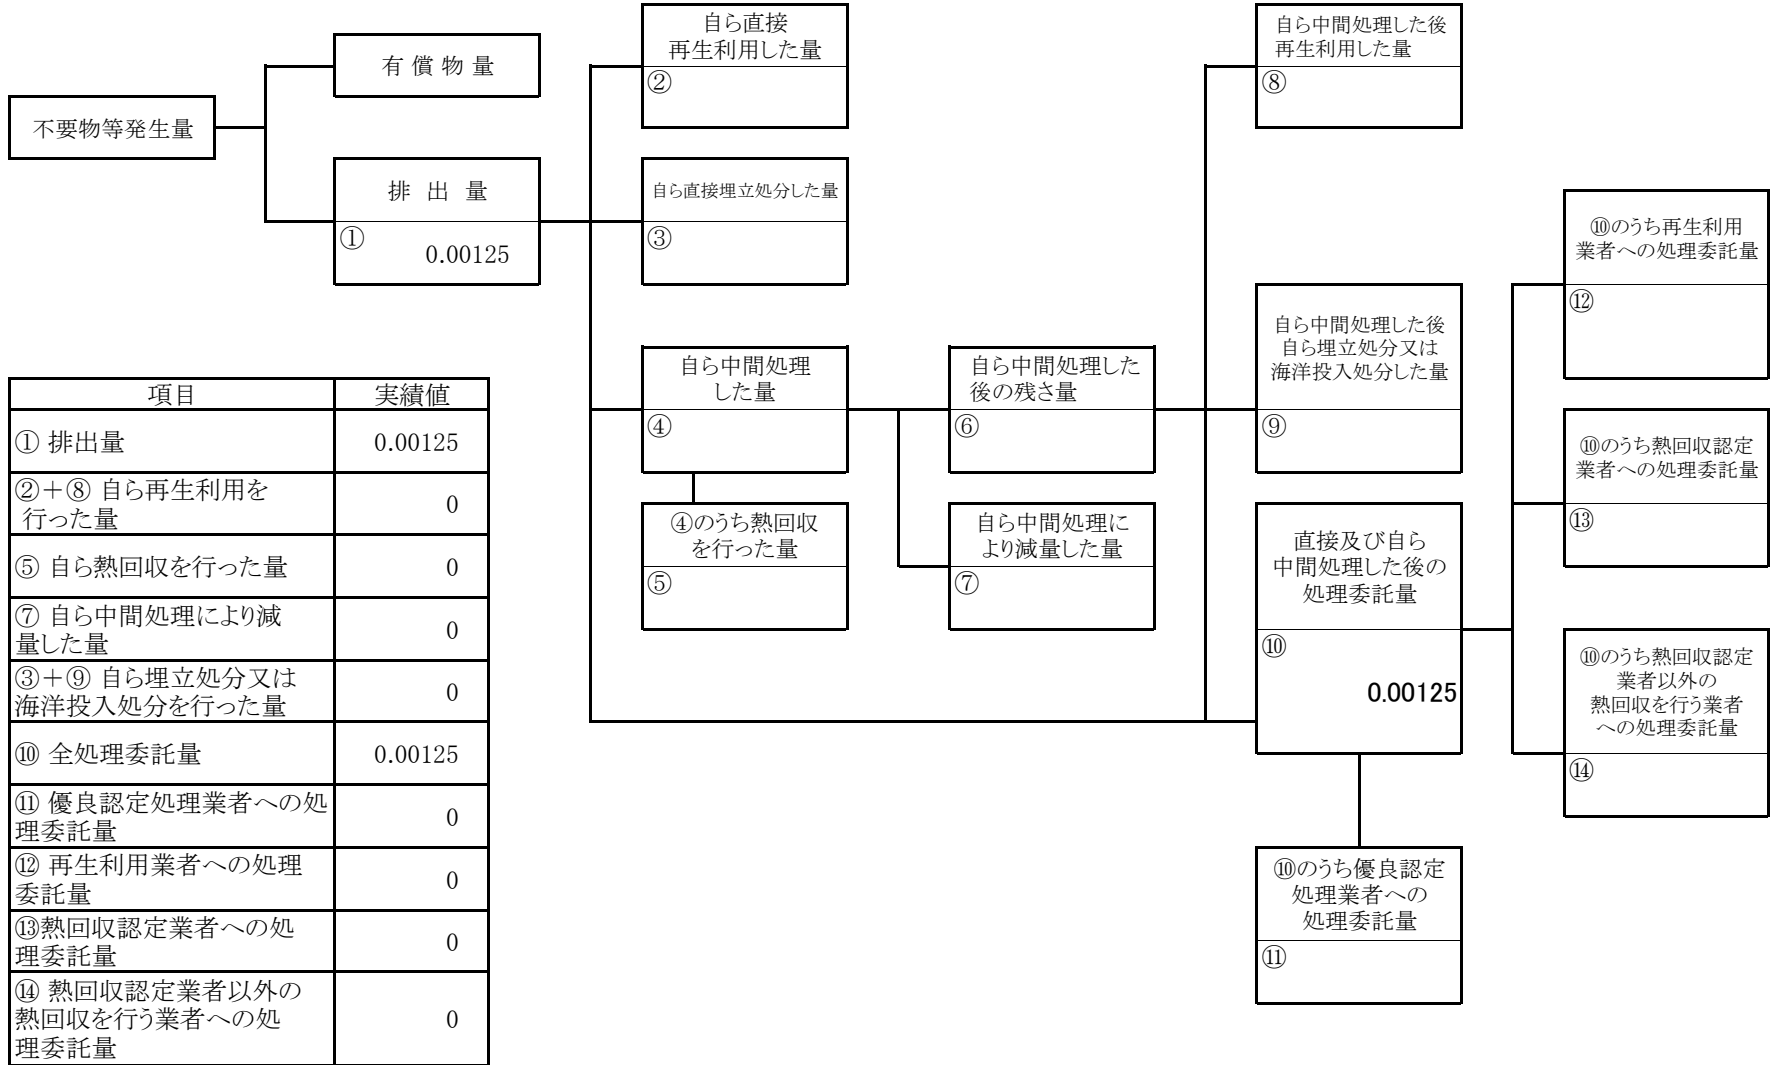 不要物等発生量
有 償 物 量
排 出 量
①
0.00125
自ら直接
再生利用した量
②
自ら直接埋立処分した量
③
自ら中間処理
した量
④
④のうち熱回収
を行った量
⑤
自ら中間処理した
後の残さ量
⑥
自ら中間処理に
より減量した量
⑦
自ら中間処理した後
再生利用した量
⑧
自ら中間処理した後
自ら埋立処分又は
海洋投入処分した量
⑨
直接及び自ら
中間処理した後の
処理委託量
⑩
0.00125
⑩のうち優良認定
処理業者への
処理委託量
⑪
⑩のうち再生利用
業者への処理委託量
⑫
⑩のうち熱回収認定
業者への処理委託量
⑬
⑩のうち熱回収認定
業者以外の
熱回収を行う業者
への処理委託量
⑭
項目 実績値
① 排出量 0.00125
②+⑧ 自ら再生利用を
行った量 0
⑤ 自ら熱回収を行った量 0
⑦ 自ら中間処理により減
量した量 0
③+⑨ 自ら埋立処分又は
海洋投入処分を行った量 0
⑩ 全処理委託量 0.00125
⑪ 優良認定処理業者への処
理委託量 0
⑫ 再生利用業者への処理
委託量 0
⑬熱回収認定業者への処
理委託量 0
⑭ 熱回収認定業者以外の
熱回収を行う業者への処
理委託量 0